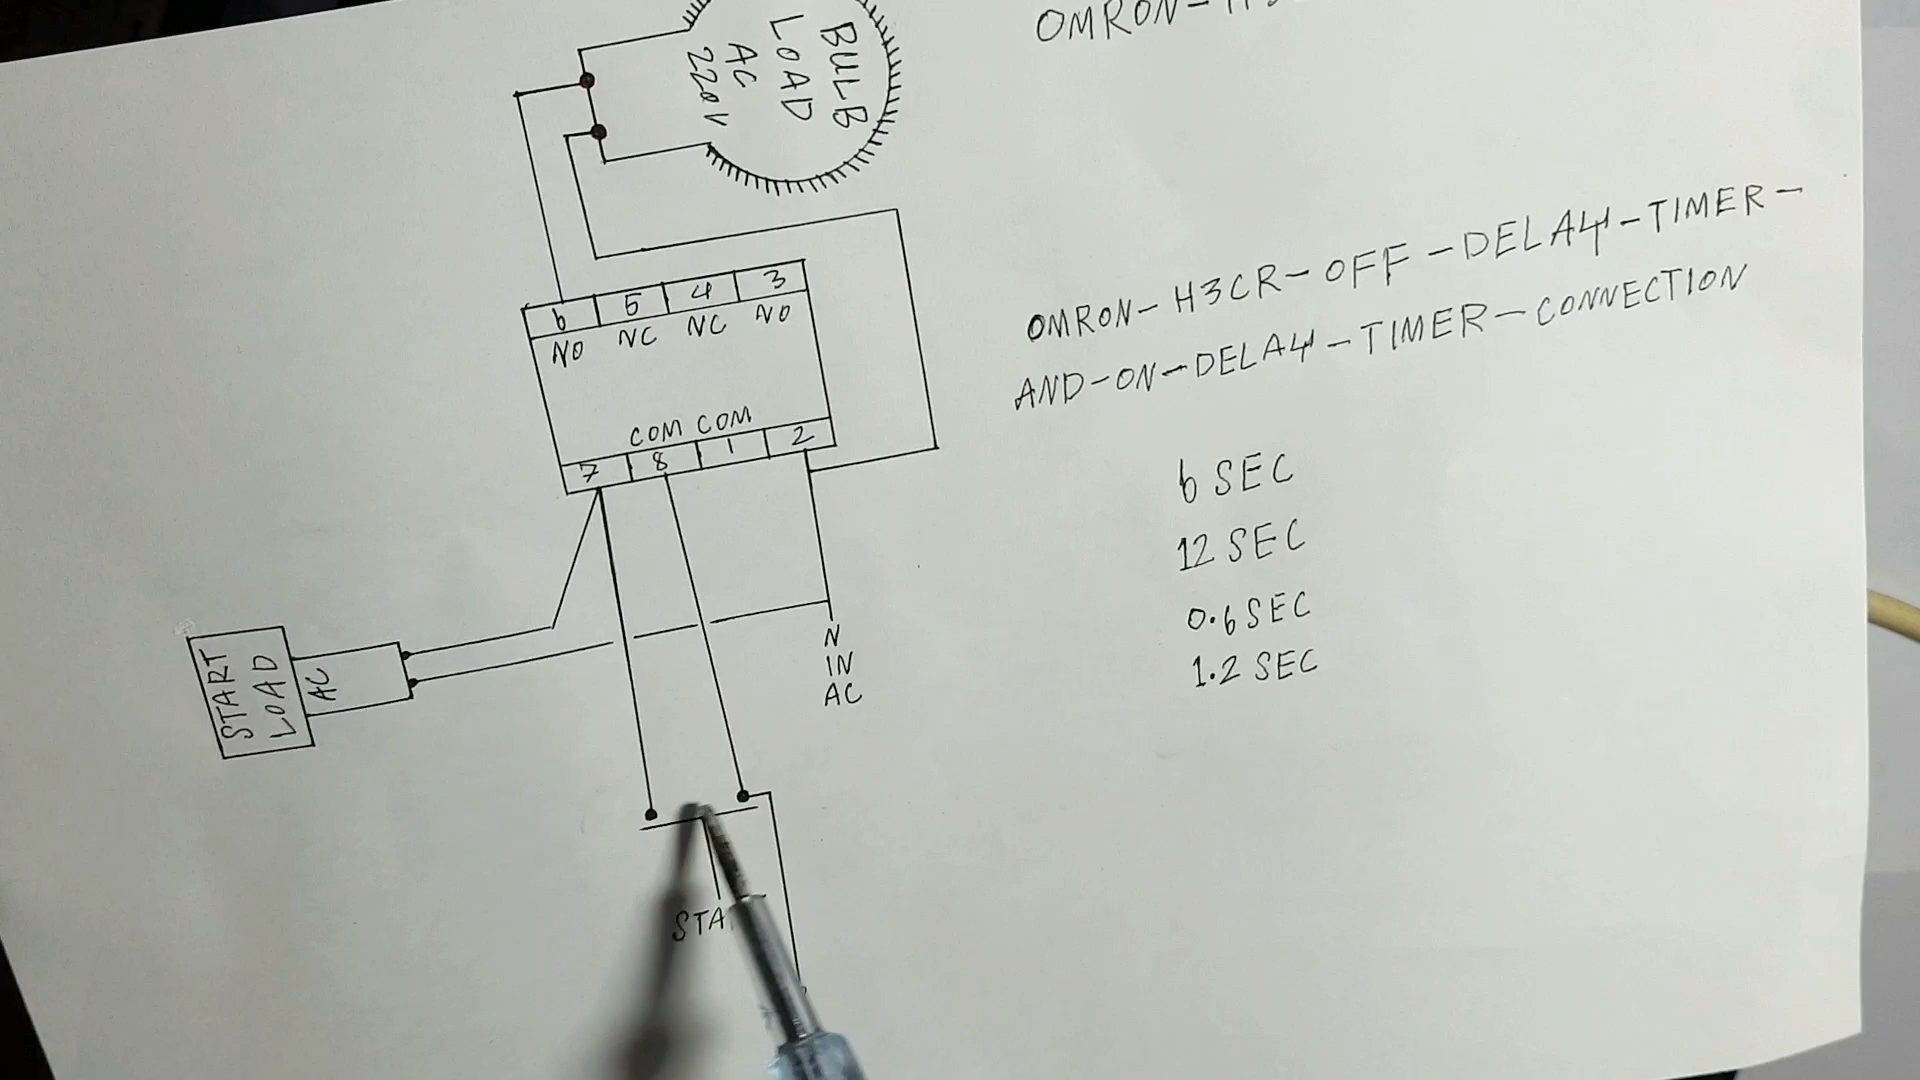 OMRON-H3
BULB
LOAD
AC
220V
6 5 4 3
NO NC NC NO
COM COM
7 8 1 2
OMRON-H3CR-OFF-DELAY-TIMER-
AND-ON-DELAY-TIMER-CONNECTION
6 SEC
12 SEC
0.6 SEC
1.2 SEC
START
LOAD
AC
N
IN
AC
STA